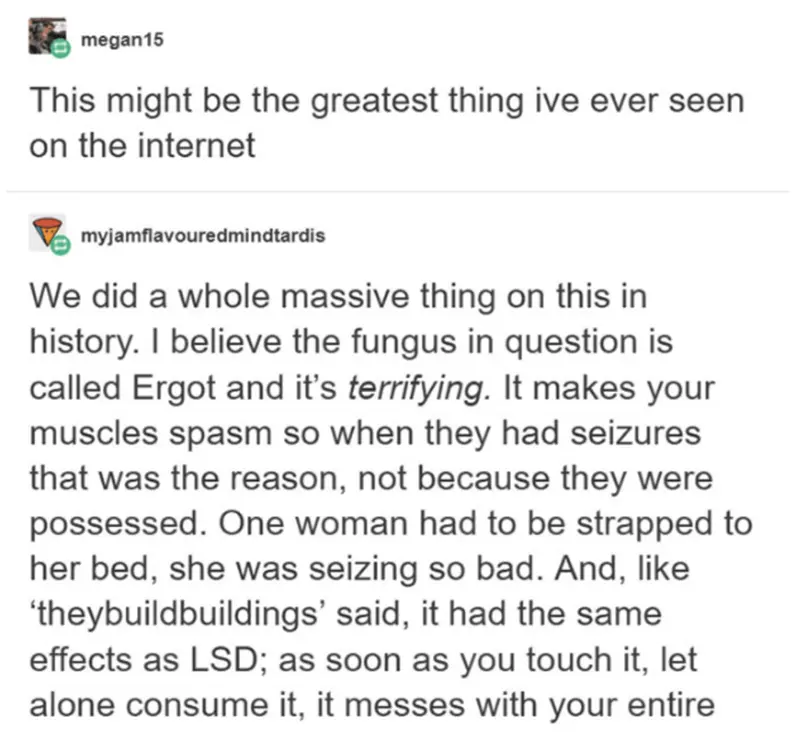 megan15
This might be the greatest thing ive ever seen
on the internet
myjamflavouredmindtardis
We did a whole massive thing on this in
history. I believe the fungus in question is
called Ergot and it’s terrifying. It makes your
muscles spasm so when they had seizures
that was the reason, not because they were
possessed. One woman had to be strapped to
her bed, she was seizing so bad. And, like
‘theybuildbuildings’ said, it had the same
effects as LSD; as soon as you touch it, let
alone consume it, it messes with your entire